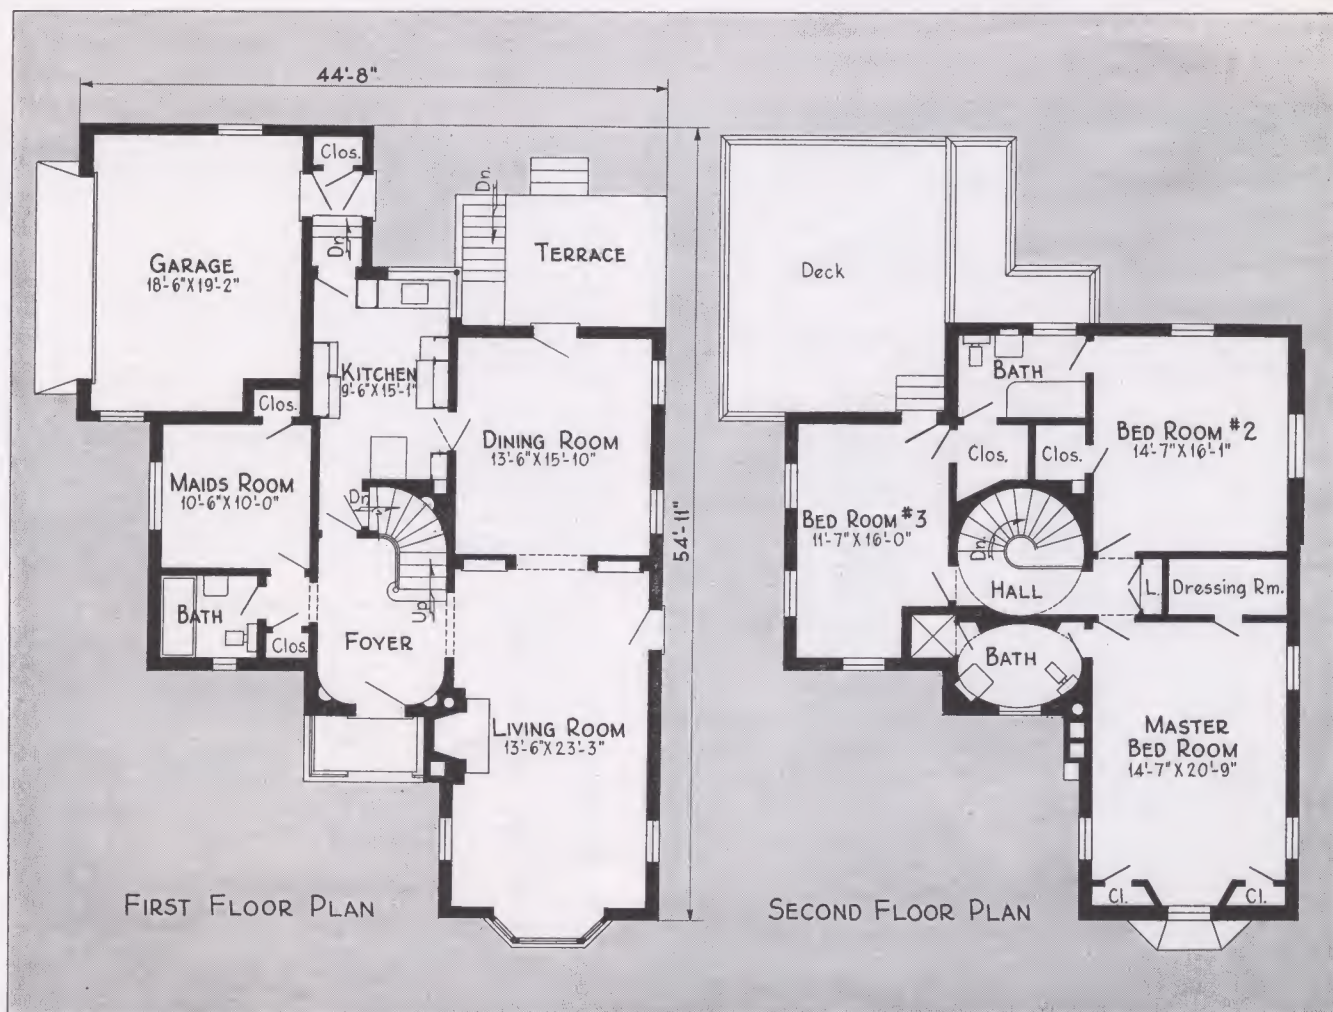 44'-8"
Clos.
Dn.
GARAGE
18'-6"X19'-2"
Dn.
TERRACE
KITCHEN
9'-6"X15'-1"
Clos.
DINING ROOM
13'-6"X15'-10"
MAIDS ROOM
10'-6"X10'-0"
Dn.
54'-11"
BATH
Up
Clos.
FOYER
LIVING ROOM
13'-6"X23'-3"
FIRST FLOOR PLAN
Deck
BATH
BED ROOM #2
14'-7"X16'-1"
Clos.
Clos.
BED ROOM #3
11'-7"X16'-0"
Dn.
HALL
L.
Dressing Rm.
BATH
MASTER
BED ROOM
14'-7"X20'-9"
Cl.
Cl.
SECOND FLOOR PLAN